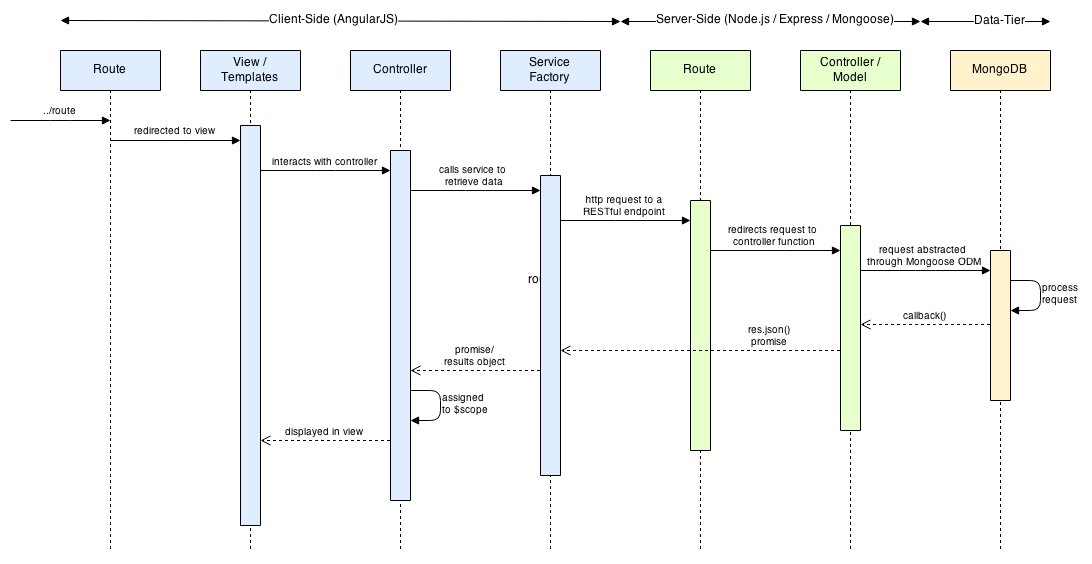 Client-Side (AngularJS)
Server-Side (Node.js / Express / Mongoose)
Data-Tier
Route
View /
Templates
Controller
Service
Factory
Route
Controller /
Model
MongoDB
../route
redirected to view
interacts with controller
calls service to
retrieve data
http request to a
RESTful endpoint
redirects request to
controller function
request abstracted
through Mongoose ODM
rou
process
request
callback()
res.json()
promise
promise/
results object
assigned
to $scope
displayed in view